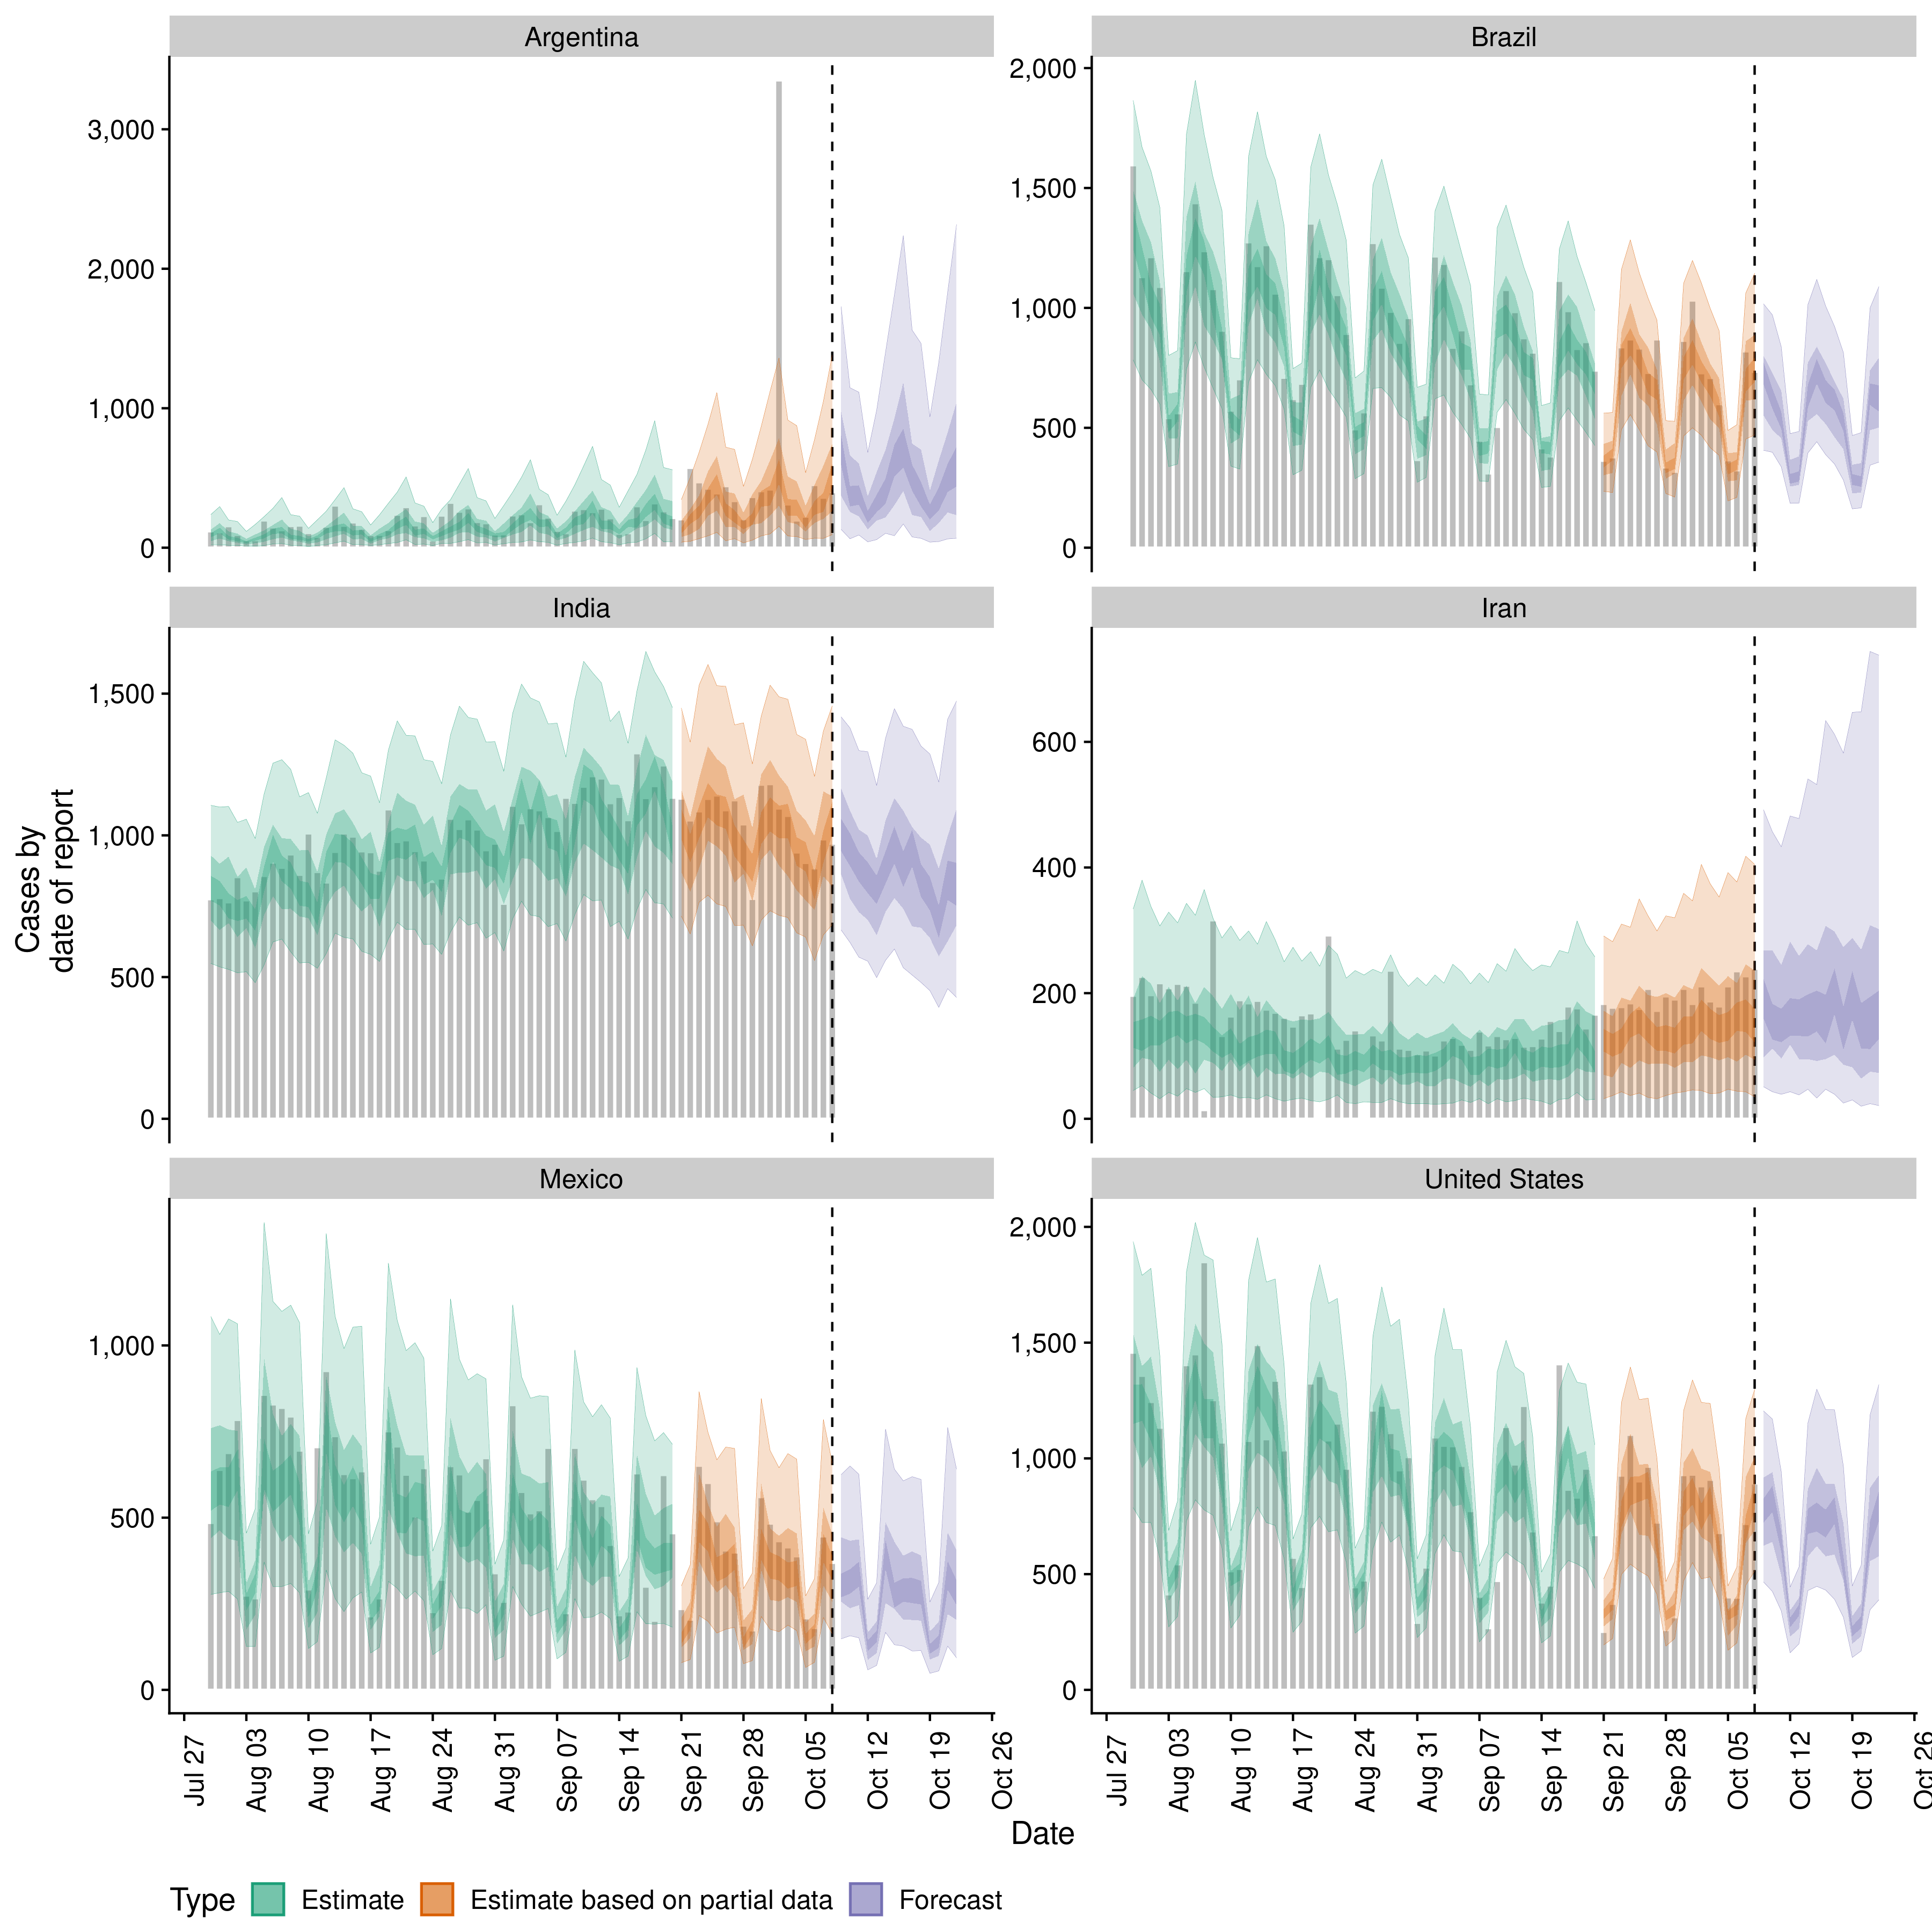 Argentina
Brazil
3,000
2,000
1,000
0
2,000
1,500
1,000
500
0
India
Iran
1,500
1,000
500
0
600
400
200
0
Cases by
date of report
Mexico
United States
1,000
500
0
2,000
1,500
1,000
500
0
Jul 27
Aug 03
Aug 10
Aug 17
Aug 24
Aug 31
Sep 07
Sep 14
Sep 21
Sep 28
Oct 05
Oct 12
Oct 19
Oct 26
Jul 27
Aug 03
Aug 10
Aug 17
Aug 24
Aug 31
Sep 07
Sep 14
Sep 21
Sep 28
Oct 05
Oct 12
Oct 19
Oct 26
Date
Type Estimate Estimate based on partial data Forecast